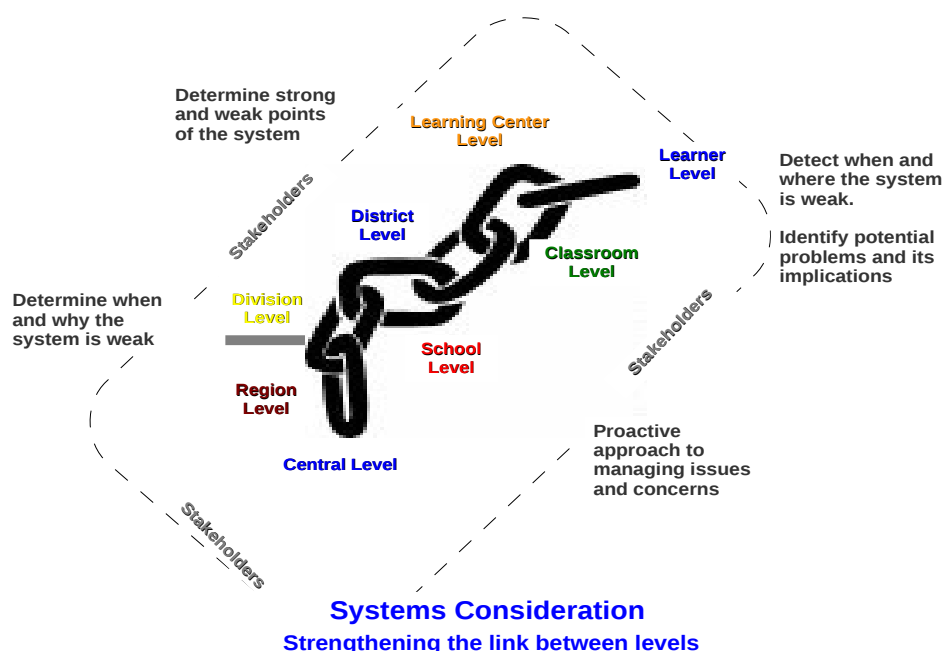 Determine strong
and weak points
of the system
Learning Center
Level
Learner
Level
Detect when and
where the system
is weak.
Stakeholders
District
Level
Classroom
Level
Identify potential
problems and its
implications
Determine when
and why the
system is weak
Division
Level
Stakeholders
School
Level
Region
Level
Proactive
approach to
managing issues
and concerns
Central Level
Stakeholders
Systems Consideration
Strengthening the link between levels